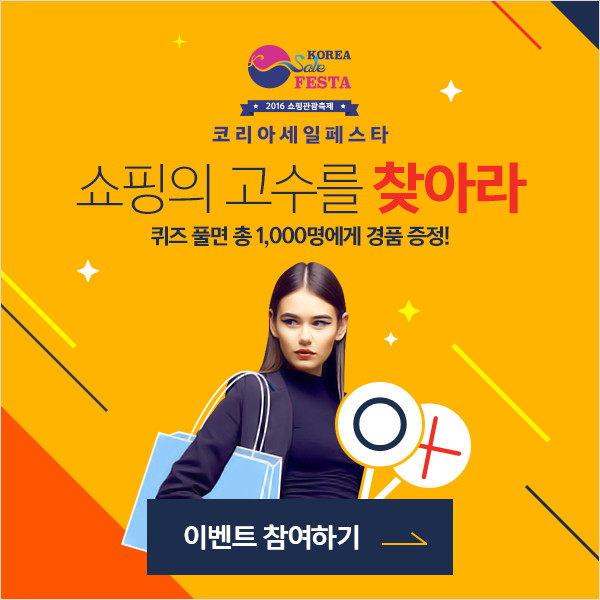 KOREA
Sale
FESTA
2016 쇼핑관광축제
코리아세일페스타
쇼핑의 고수를 찾아라
퀴즈 풀면 총 1,000명에게 경품 증정!
이벤트 참여하기